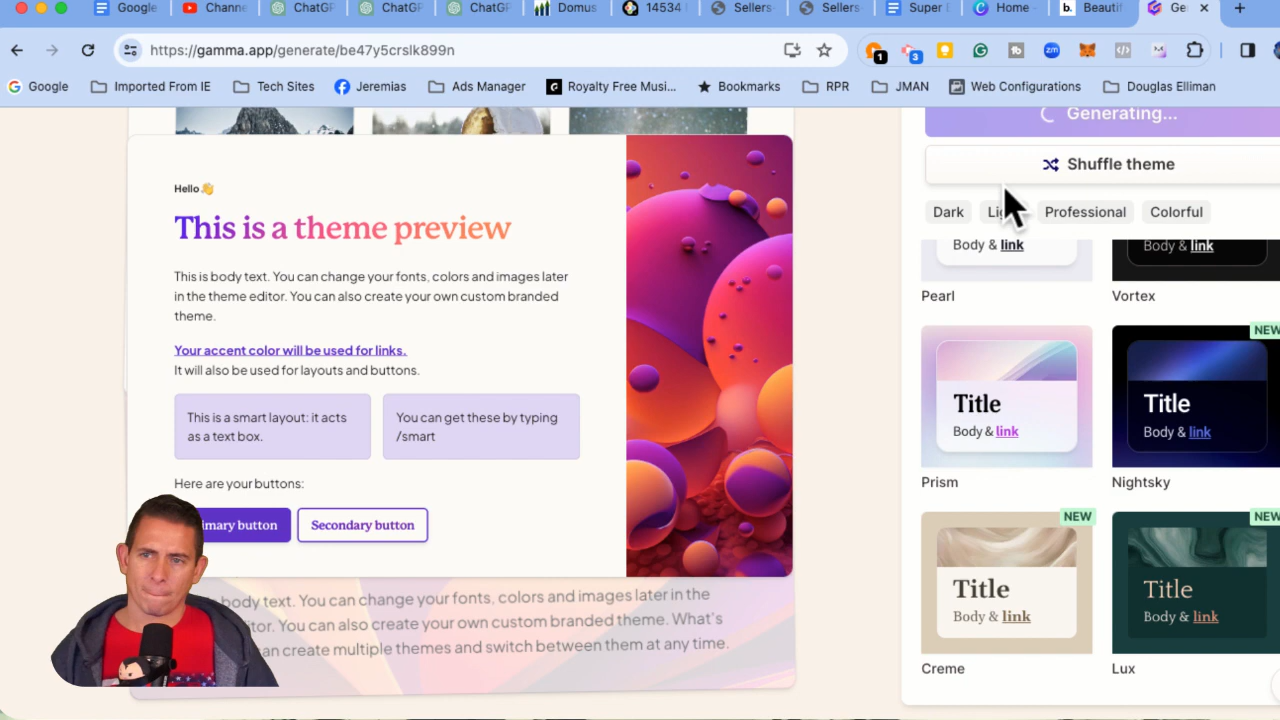 Google
Channe
ChatGP
ChatGP
ChatGP
Domus
14534
Sellers-
Sellers
Super
Home -
b.
Beautif
Ge
https://gamma.app/generate/be47y5crslk899n
1
3
tb
zm
Google
Imported From IE
Tech Sites
Jeremias
Ads Manager
Royalty Free Musi...
Bookmarks
RPR
JMAN
Web Configurations
Douglas Elliman
Generating...
Shuffle theme
Dark
Professional
Colorful
Hello 👋
This is a theme preview
This is body text. You can change your fonts, colors and images later
in the theme editor. You can also create your own custom branded
theme.
Your accent color will be used for links.
It will also be used for layouts and buttons.
This is a smart layout: it acts
as a text box.
You can get these by typing
/smart
Here are your buttons:
button
Secondary button
body text. You can change your fonts, colors and images later in the
You can also create your own custom branded theme. What's
can create multiple themes and switch between them at any time.
Body & link
Pearl
Body & link
Vortex
Title
Body & link
Prism
NEW
Title
Body & link
Nightsky
NEW
Title
Body & link
Creme
NEW
Title
Body & link
Lux